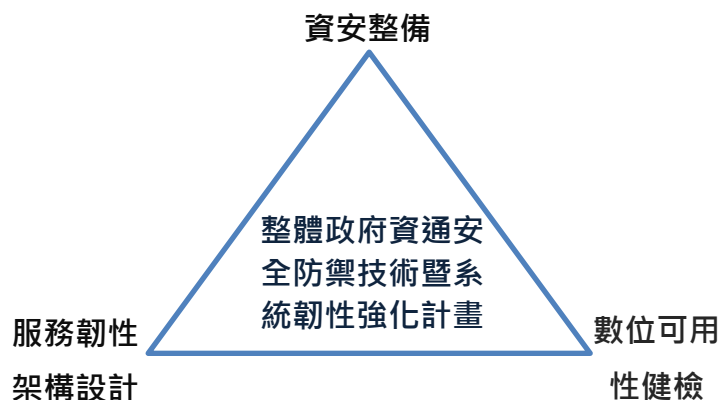 資安整備
整體政府資通安
全防禦技術暨系
統韌性強化計畫
服務韌性
架構設計
數位可用
性健檢